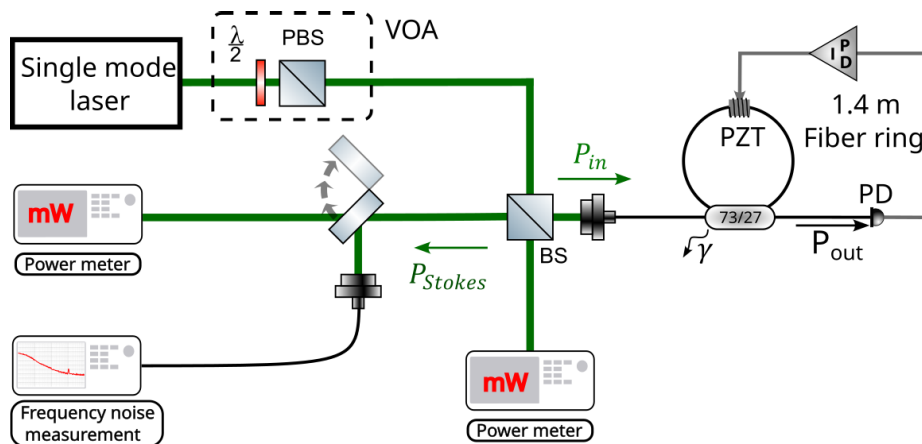 Single mode
laser
λ/2
PBS
VOA
mW
Power meter
Frequency noise
measurement
P_Stokes
BS
P_in
mW
Power meter
PZT
1.4 m
Fiber ring
73/27
γ
P_out
PD
P
I
D